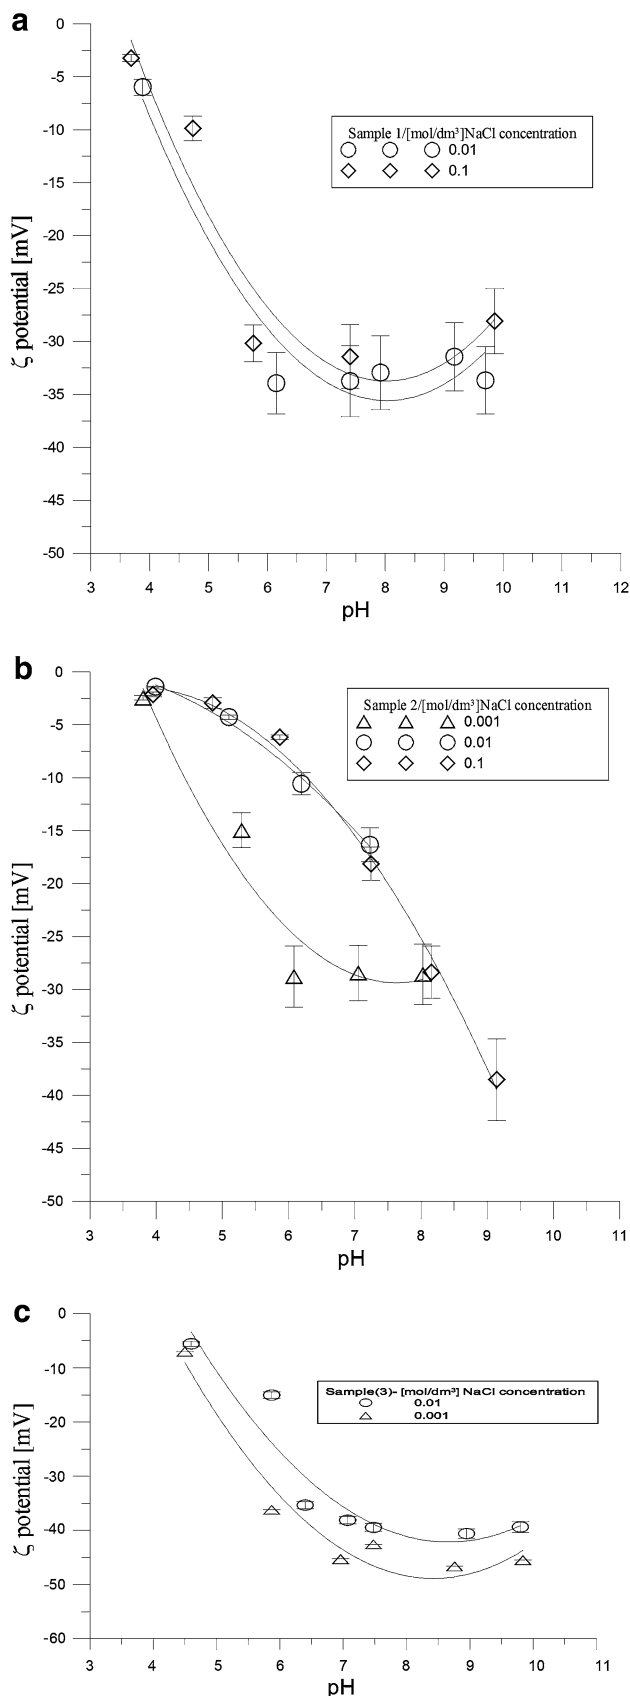 a
0
-5
-10
-15
-20
-25
-30
-35
-40
-45
-50
ζ potential [mV]
Sample 1/[mol/dm³]NaCl concentration
0.01
0.1
3 4 5 6 7 8 9 10 11 12
pH
b
0
-5
-10
-15
-20
-25
-30
-35
-40
-45
-50
ζ potential [mV]
Sample 2/[mol/dm³]NaCl concentration
0.001
0.01
0.1
3 4 5 6 7 8 9 10 11
pH
c
0
-10
-20
-30
-40
-50
-60
ζ potential [mV]
Sample(3)- [mol/dm³] NaCl concentration
0.01
0.001
3 4 5 6 7 8 9 10 11
pH